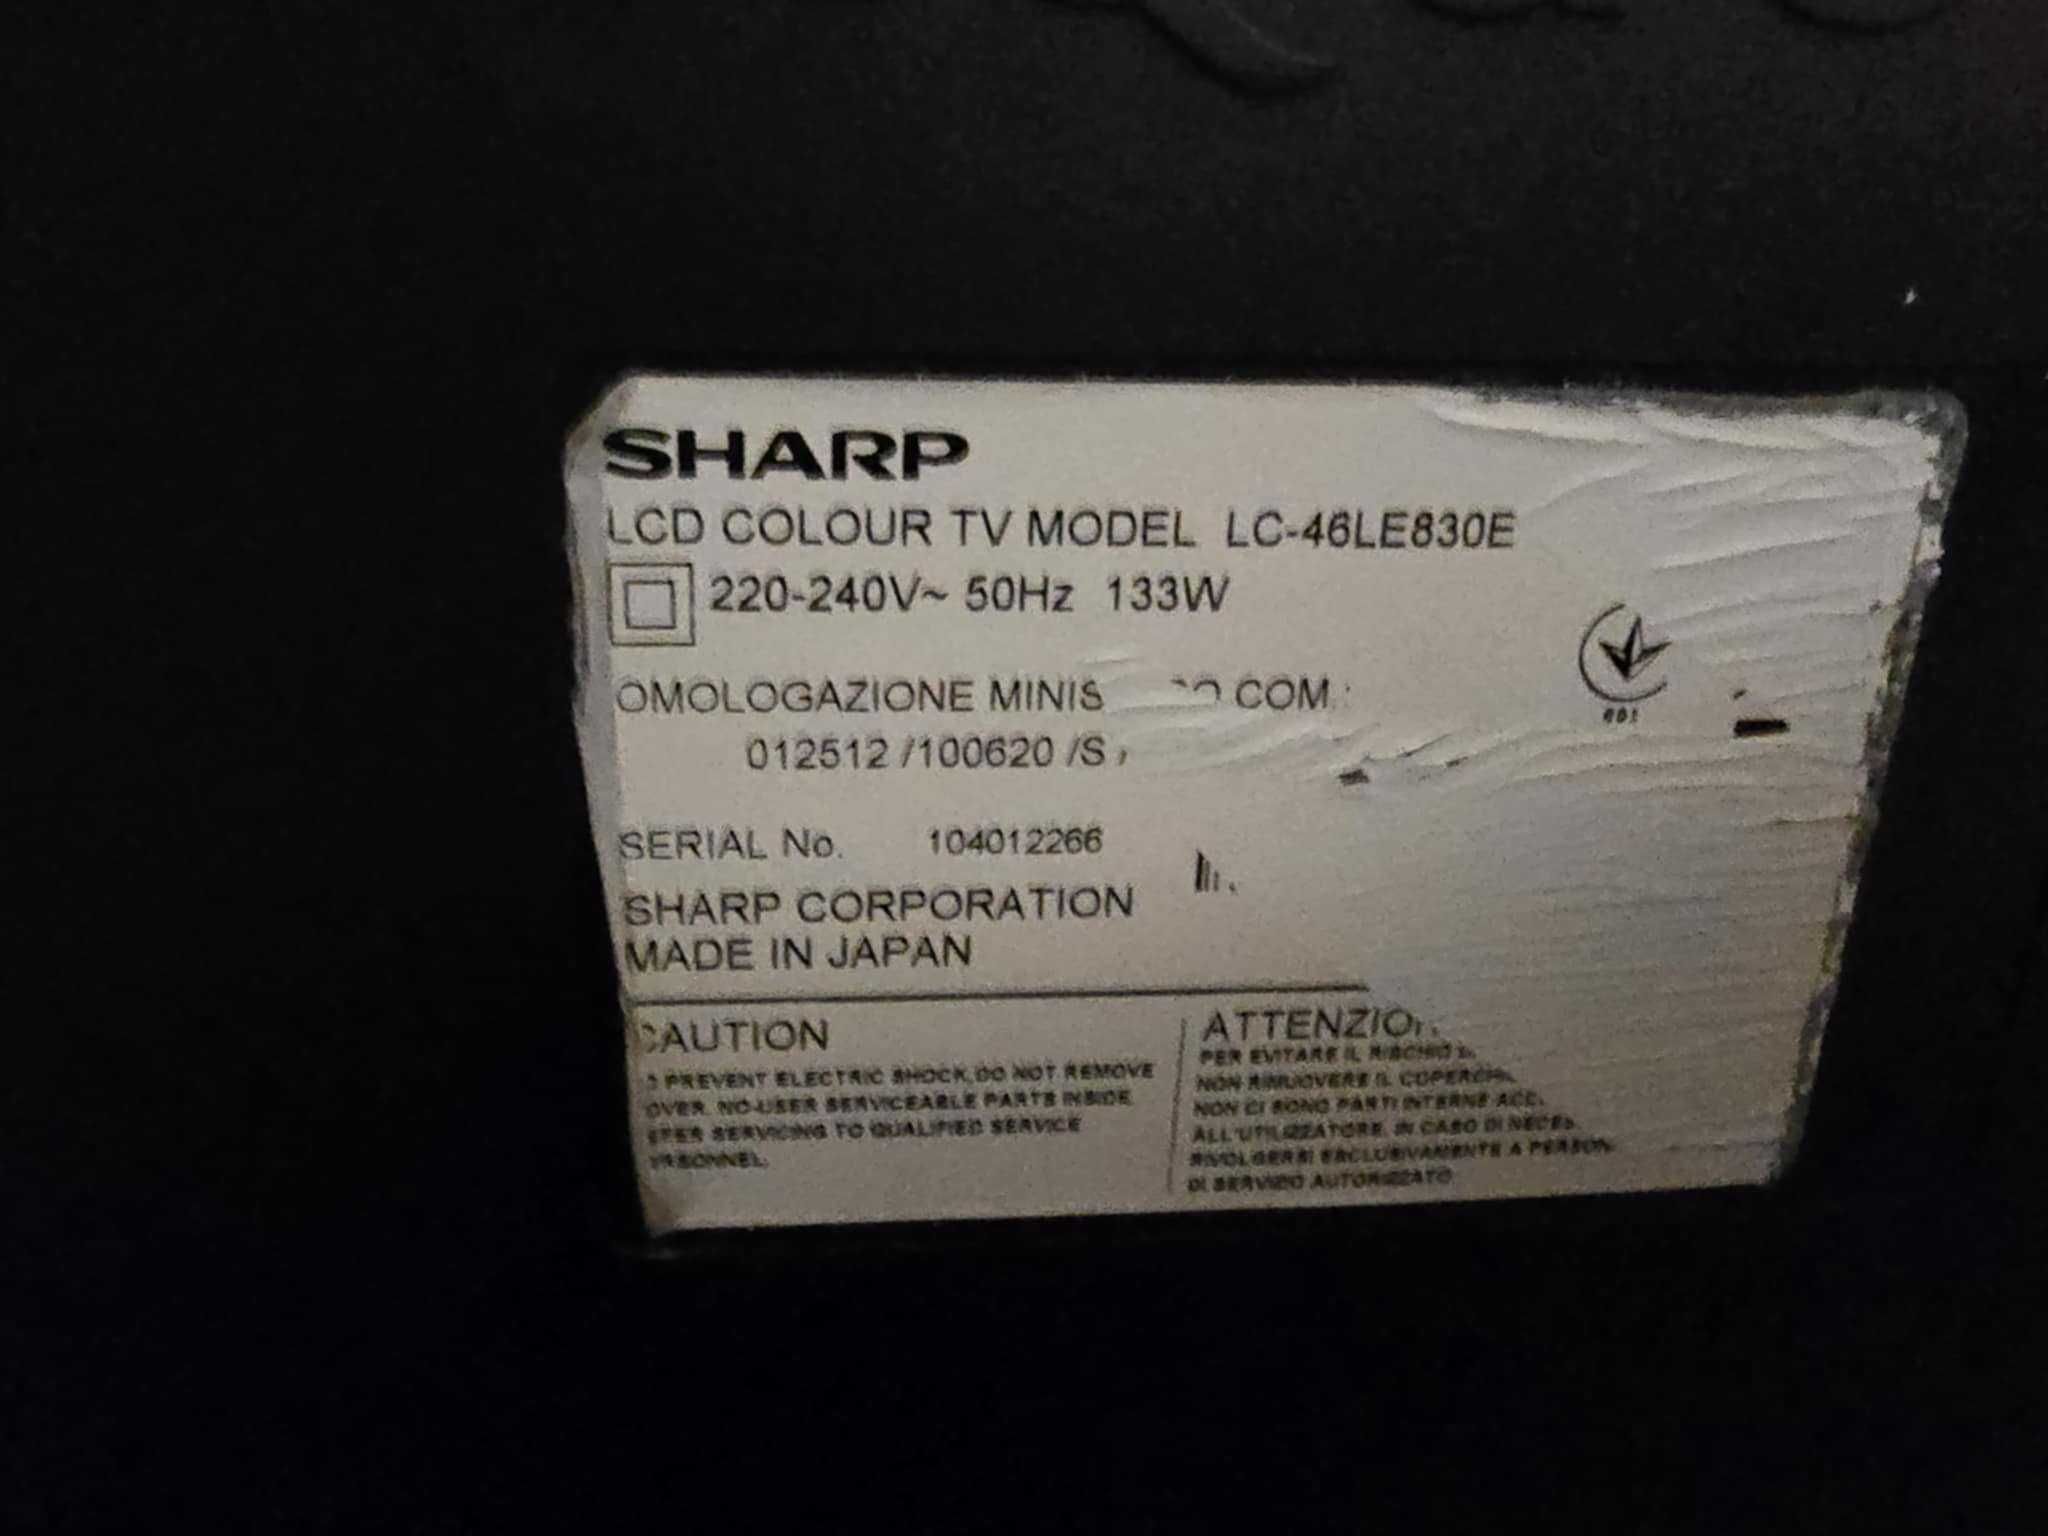 SHARP
LCD COLOUR TV MODEL LC-46LE830E
220-240V~ 50Hz 133W
OMOLOGAZIONE COM.
012512 /100620 /S
SERIAL No. 104012266
SHARP CORPORATION
MADE IN JAPAN
CAUTION
PREVENT ELECTRIC SHOCK, DO NOT REMOVE
OVER. NO-USER SERVICEABLE PARTS INSIDE
SERVICING TO QUALIFIED SERVICE
PER EVITARE IL RISCHIO
NON RIMUOVERE IL
NON CI SONO PARTI INTERNE
ALL'UTILIZZATORE. IN CASO DI
RIVOLGERSI ESCLUSIVAMENTE A
DI SERVIZIO AUTORIZZATO